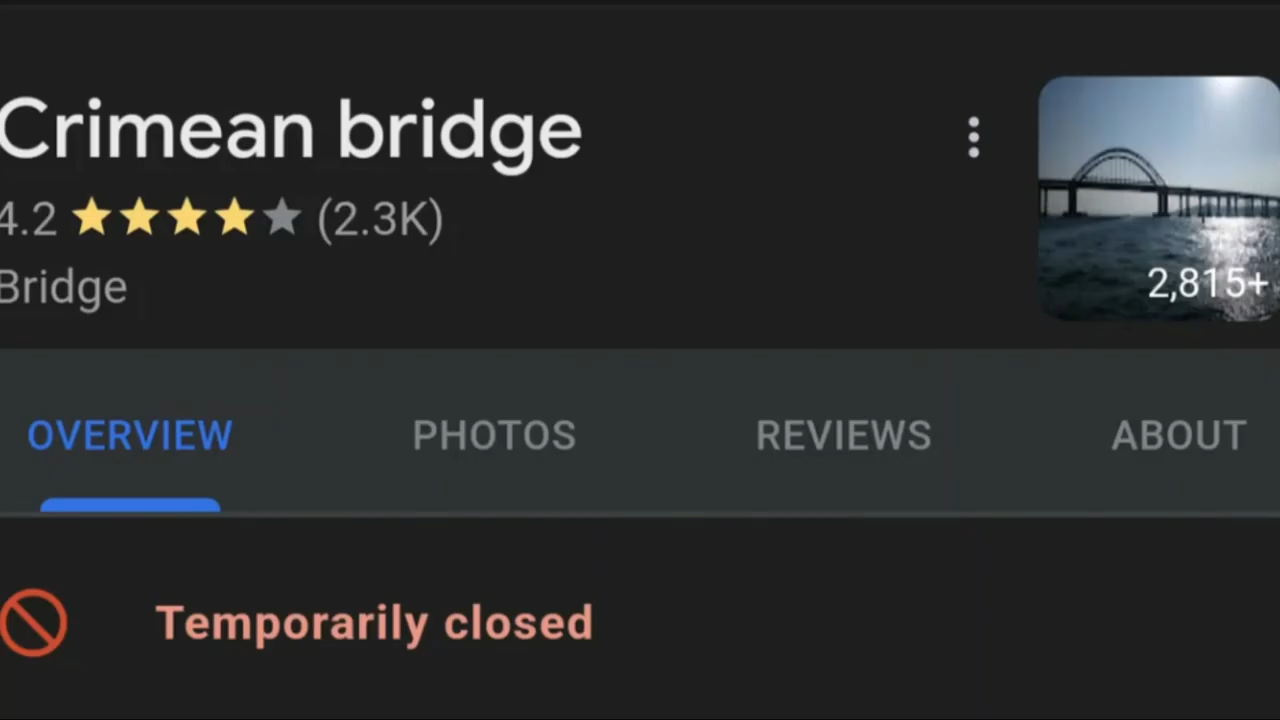 Crimean bridge
4.2 (2.3K)
Bridge
2,815+
OVERVIEW PHOTOS REVIEWS ABOUT
Temporarily closed